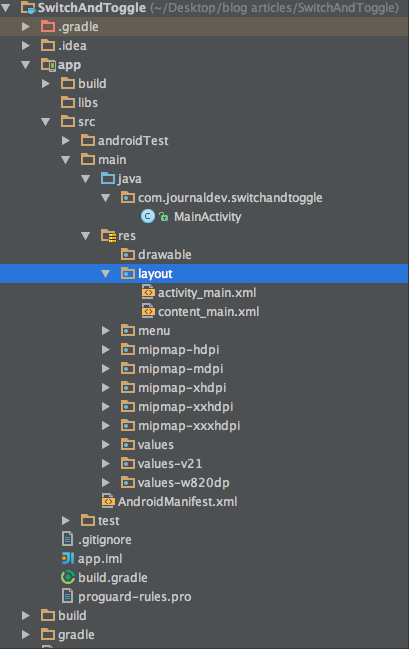 SwitchAndToggle (~/Desktop/blog articles/SwitchAndToggle)
.gradle
.idea
app
build
libs
src
androidTest
main
java
com.journaldev.switchandtoggle
C MainActivity
res
drawable
layout
activity_main.xml
content_main.xml
menu
mipmap-hdpi
mipmap-mdpi
mipmap-xhdpi
mipmap-xxhdpi
mipmap-xxxhdpi
values
values-v21
values-w820dp
AndroidManifest.xml
test
.gitignore
app.iml
build.gradle
proguard-rules.pro
build
gradle